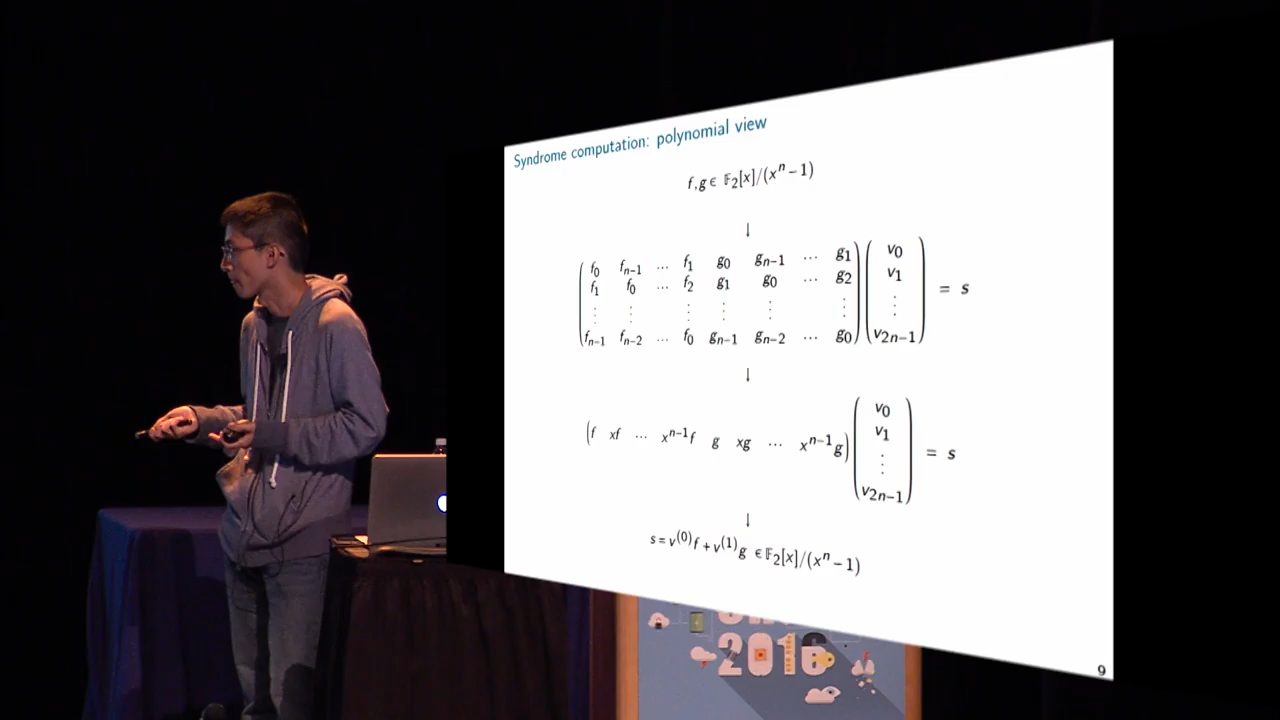 Syndrome computation: polynomial view
f, g ∈ 𝔽₂[x]/(xⁿ − 1)
↓
f₀ fₙ₋₁ … f₁ g₀ gₙ₋₁ … g₁ v₀
f₁ f₀ … f₂ g₁ g₀ … g₂ v₁
⋮ ⋮ ⋮ ⋮ ⋮ ⋮ ⋮ = s
fₙ₋₁ fₙ₋₂ … f₀ gₙ₋₁ gₙ₋₂ … g₀ v₂ₙ₋₁
↓
v₀
v₁
(f xf … xⁿ⁻¹f g xg … xⁿ⁻¹g) ⋮ = s
v₂ₙ₋₁
↓
s = v⁽⁰⁾f + v⁽¹⁾g ∈ 𝔽₂[x]/(xⁿ − 1)
9
2016